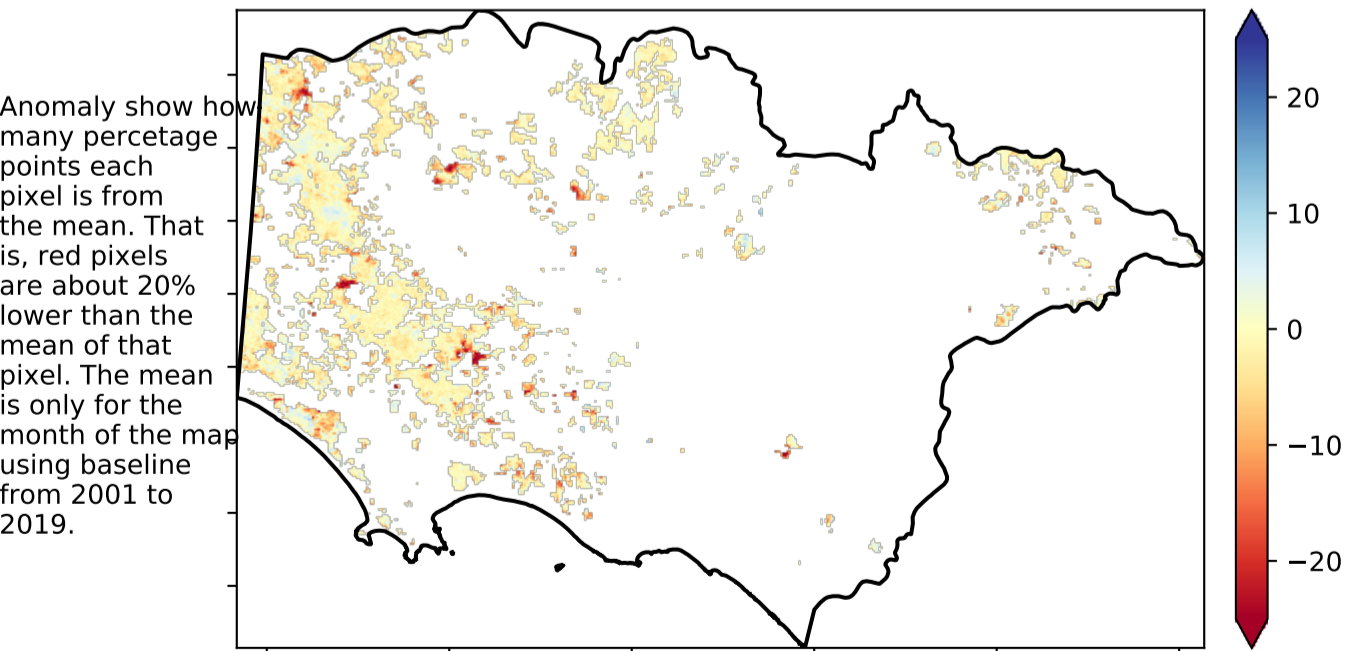 Anomaly show how
many percetage
points each
pixel is from
the mean. That
is, red pixels
are about 20%
lower than the
mean of that
pixel. The mean
is only for the
month of the map
using baseline
from 2001 to
2019.
20
10
0
−10
−20